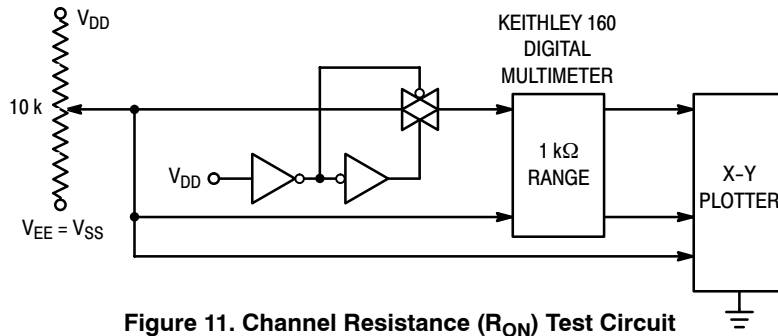 V_DD
10 k
V_EE = V_SS
V_DD
KEITHLEY 160
DIGITAL
MULTIMETER
1 kΩ
RANGE
X−Y
PLOTTER
Figure 11. Channel Resistance (R_ON) Test Circuit